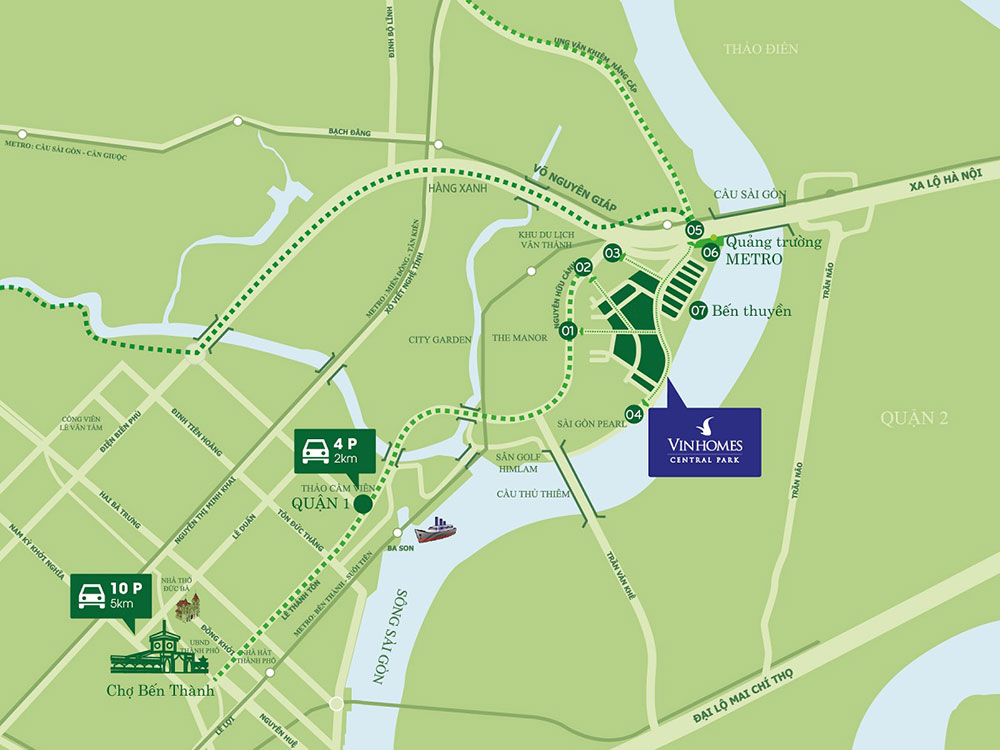 ĐINH BỘ LĨNH
UNG VĂN KHIÊM NÂNG CẤP
THẢO ĐIỀN
METRO: CẦU SÀI GÒN - CẦN GIUỘC
BẠCH ĐẰNG
VÕ NGUYÊN GIÁP
HÀNG XANH
XA LỘ HÀ NỘI
CẦU SÀI GÒN
05
KHU DU LỊCH
VĂN THÁNH
03
06
Quảng trường
METRO
02
METRO: MIẾN ĐÔNG - TÂN KIÊN
XÔ VIẾT NGHỆ TĨNH
NGUYỄN HỮU CẢNH
TRẦN NÃO
07
Bến thuyền
01
CITY GARDEN
THE MANOR
04
SÀI GÒN PEARL
VINHOMES
CENTRAL PARK
QUẬN 2
CÔNG VIÊN
LÊ VĂN TÁM
ĐIỆN BIÊN PHỦ
ĐINH TIÊN HOÀNG
4 P
2km
SÂN GOLF
HIMLAM
CẦU THỦ THIÊM
TRẦN NÃO
THẢO CẦM VIÊN
QUẬN 1
HAI BÀ TRƯNG
NGUYỄN THỊ MINH KHAI
LÊ DUẨN
TÔN ĐỨC THẮNG
NAM KỲ KHỞI NGHĨA
BA SON
TRẦN VĂN KHÊ
10 P
5km
NHÀ THỜ
ĐỨC BÀ
LÊ THÁNH TÔN
METRO: BẾN THÀNH - SUỐI TIÊN
SÔNG SÀI GÒN
ĐỒNG KHỞI
UBND
THÀNH PHỐ
NHÀ HÁT
THÀNH PHỐ
Chợ Bến Thành
LÊ LỢI
NGUYỄN HUỆ
ĐẠI LỘ MAI CHÍ THỌ